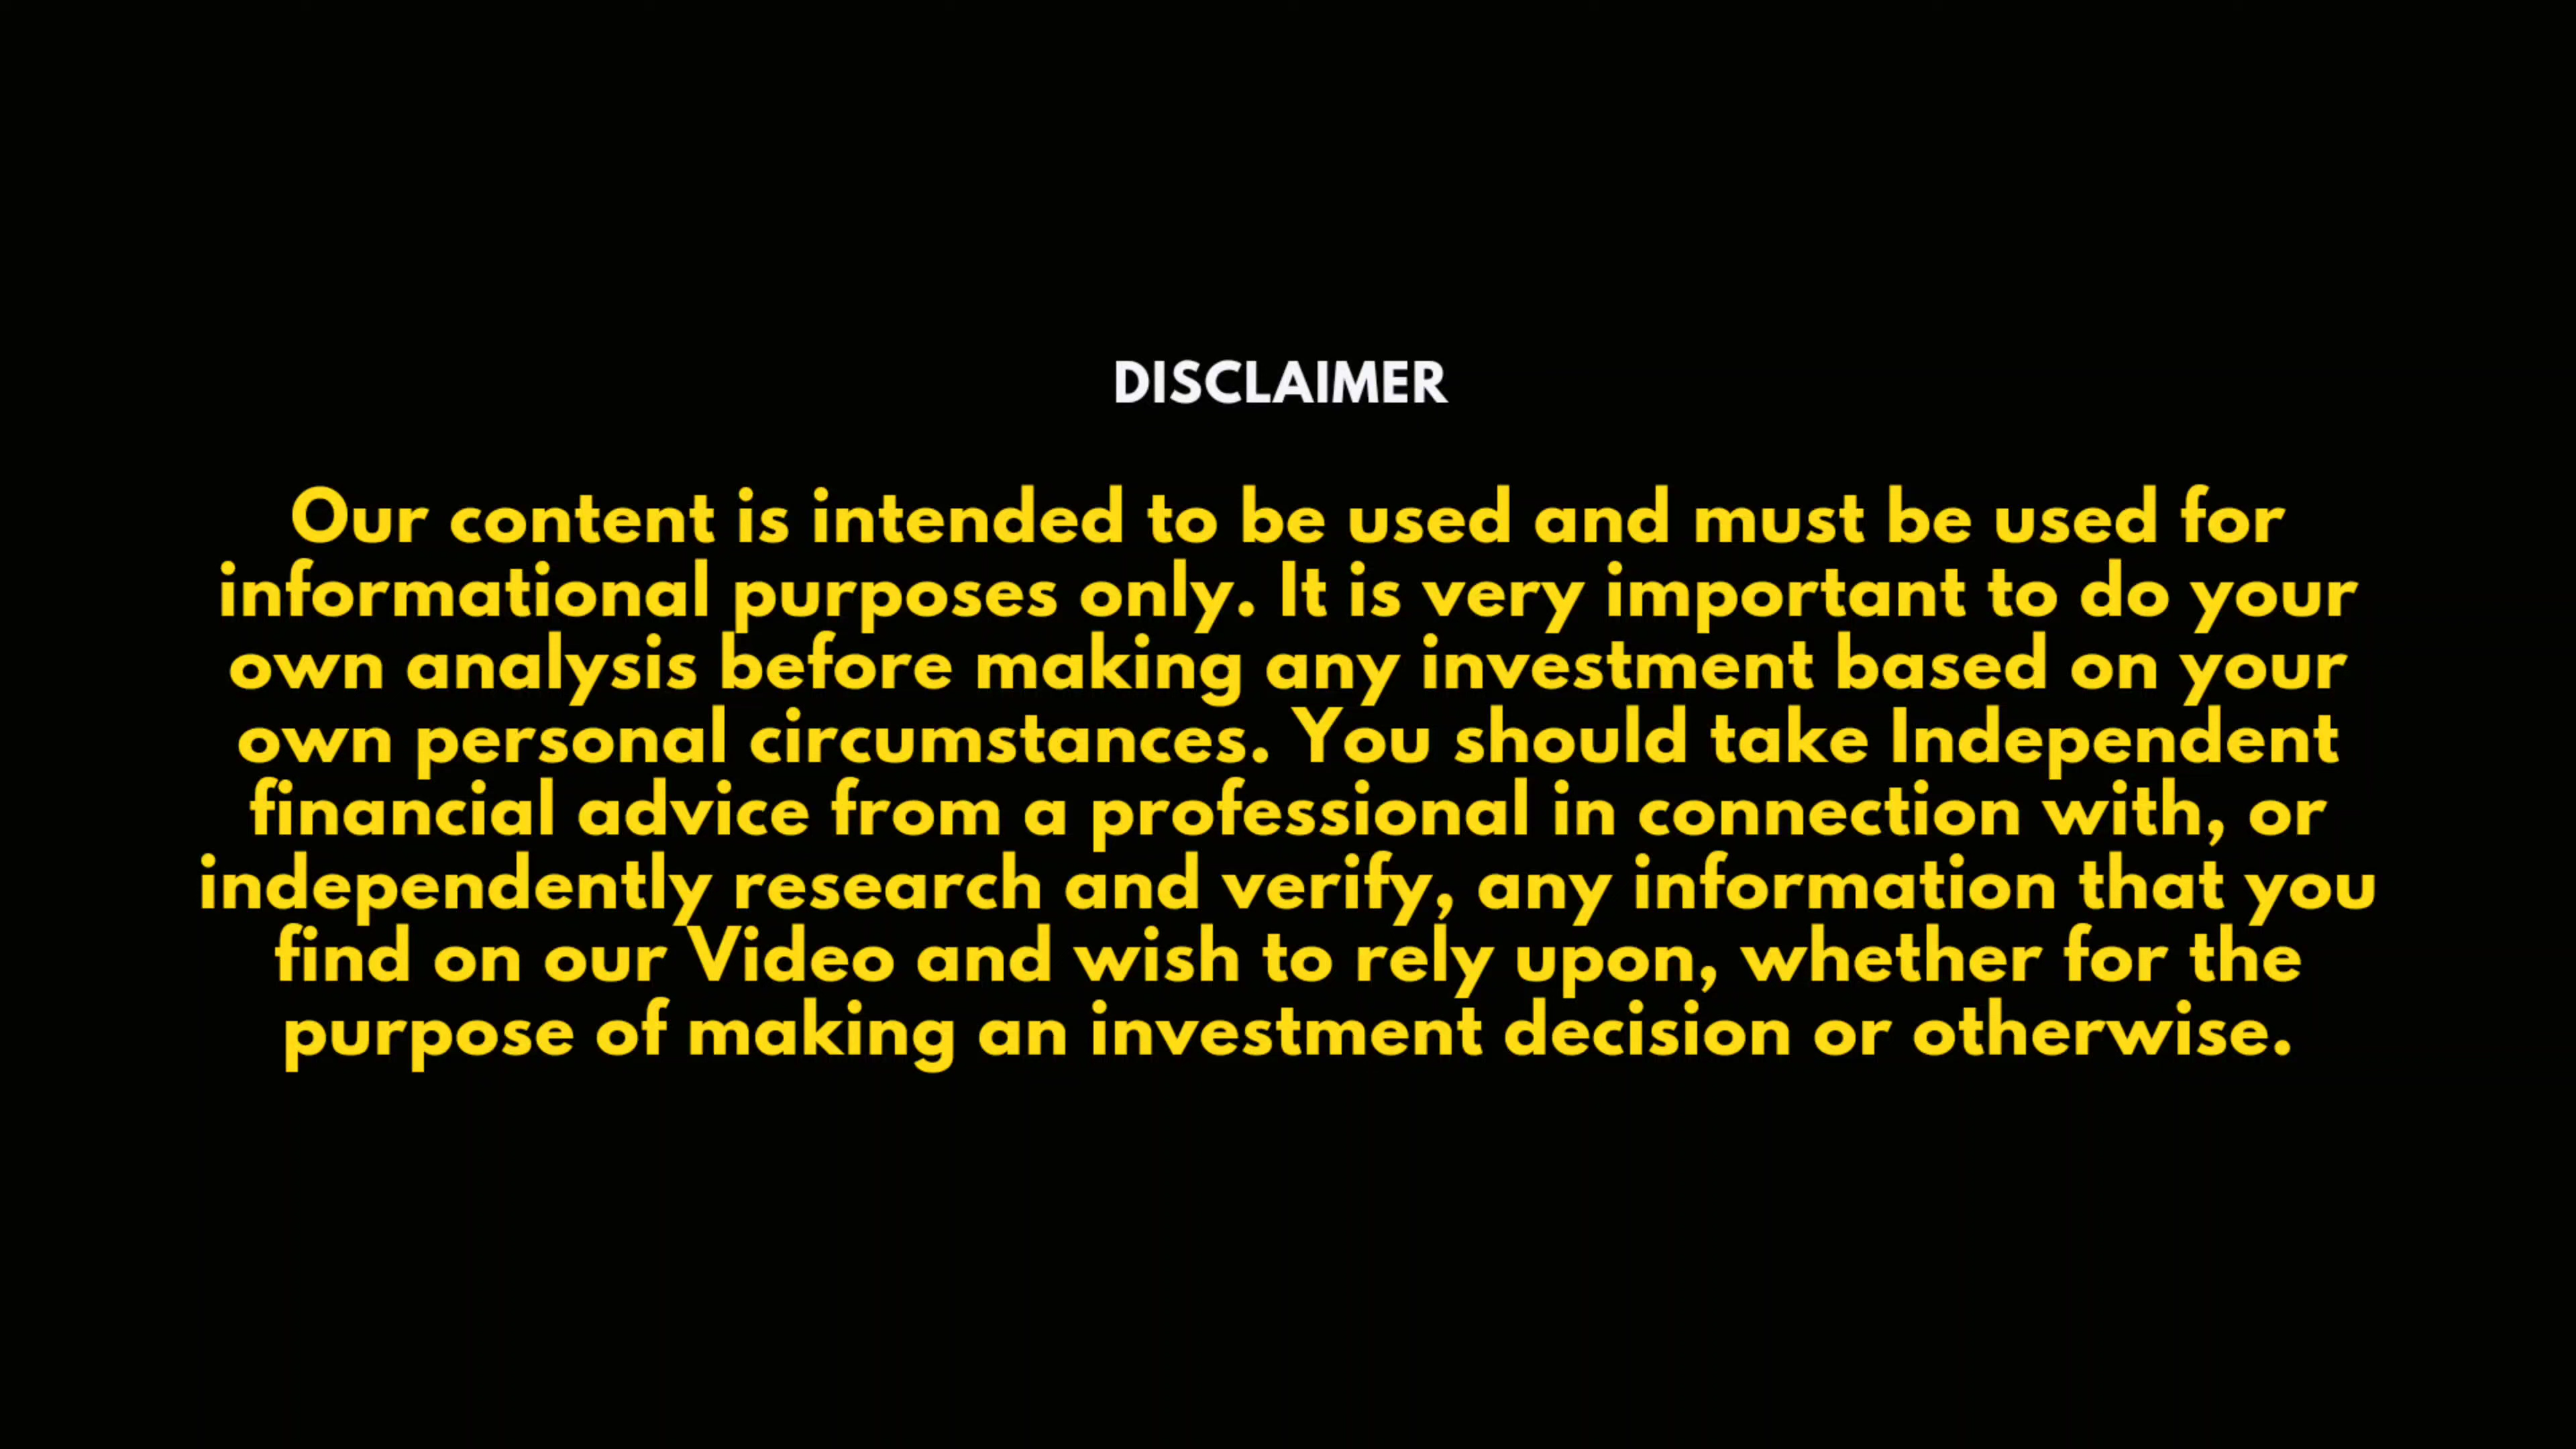 DISCLAIMER
Our content is intended to be used and must be used for
informational purposes only. It is very important to do your
own analysis before making any investment based on your
own personal circumstances. You should take Independent
financial advice from a professional in connection with, or
independently research and verify, any information that you
find on our Video and wish to rely upon, whether for the
purpose of making an investment decision or otherwise.